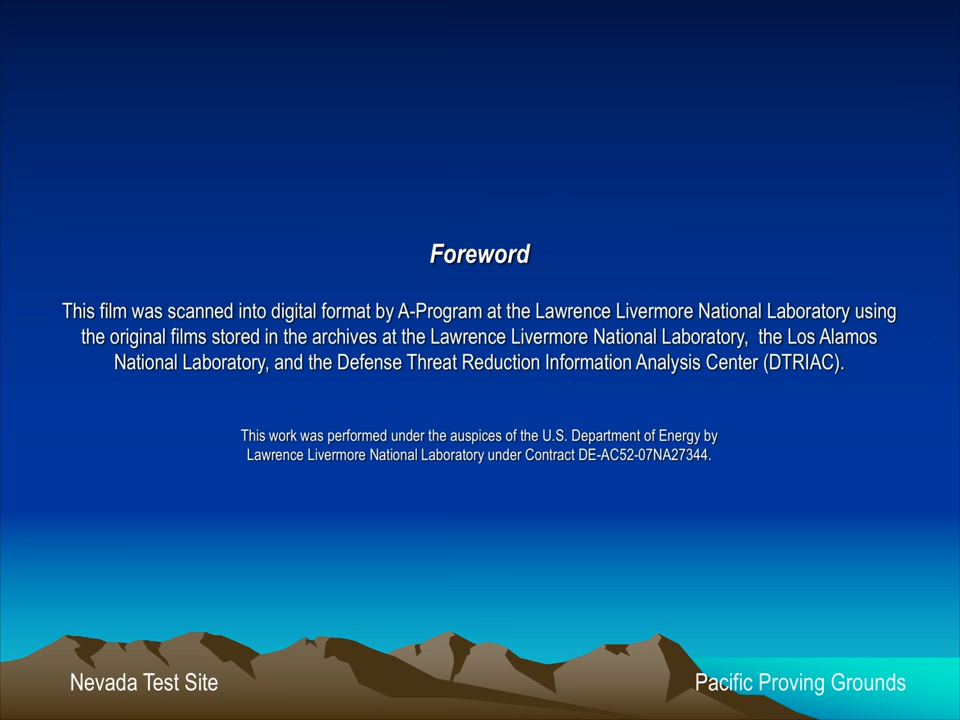 Foreword
This film was scanned into digital format by A-Program at the Lawrence Livermore National Laboratory using
the original films stored in the archives at the Lawrence Livermore National Laboratory,  the Los Alamos
National Laboratory, and the Defense Threat Reduction Information Analysis Center (DTRIAC).
This work was performed under the auspices of the U.S. Department of Energy by
Lawrence Livermore National Laboratory under Contract DE-AC52-07NA27344.
Nevada Test Site
Pacific Proving Grounds